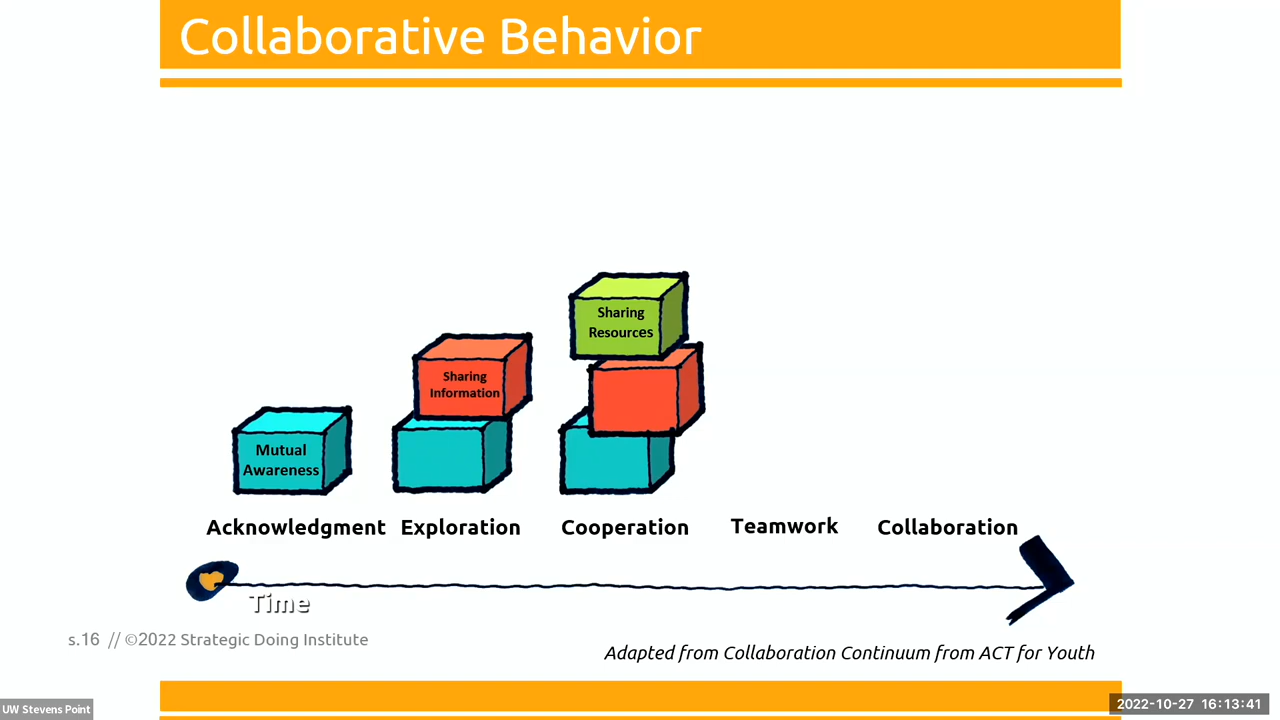 Collaborative Behavior
Sharing
Resources
Sharing
Information
Mutual
Awareness
Acknowledgment Exploration Cooperation Teamwork Collaboration
Time
s.16 // ©2022 Strategic Doing Institute
Adapted from Collaboration Continuum from ACT for Youth
UW Stevens Point
2022-10-27 16:13:41